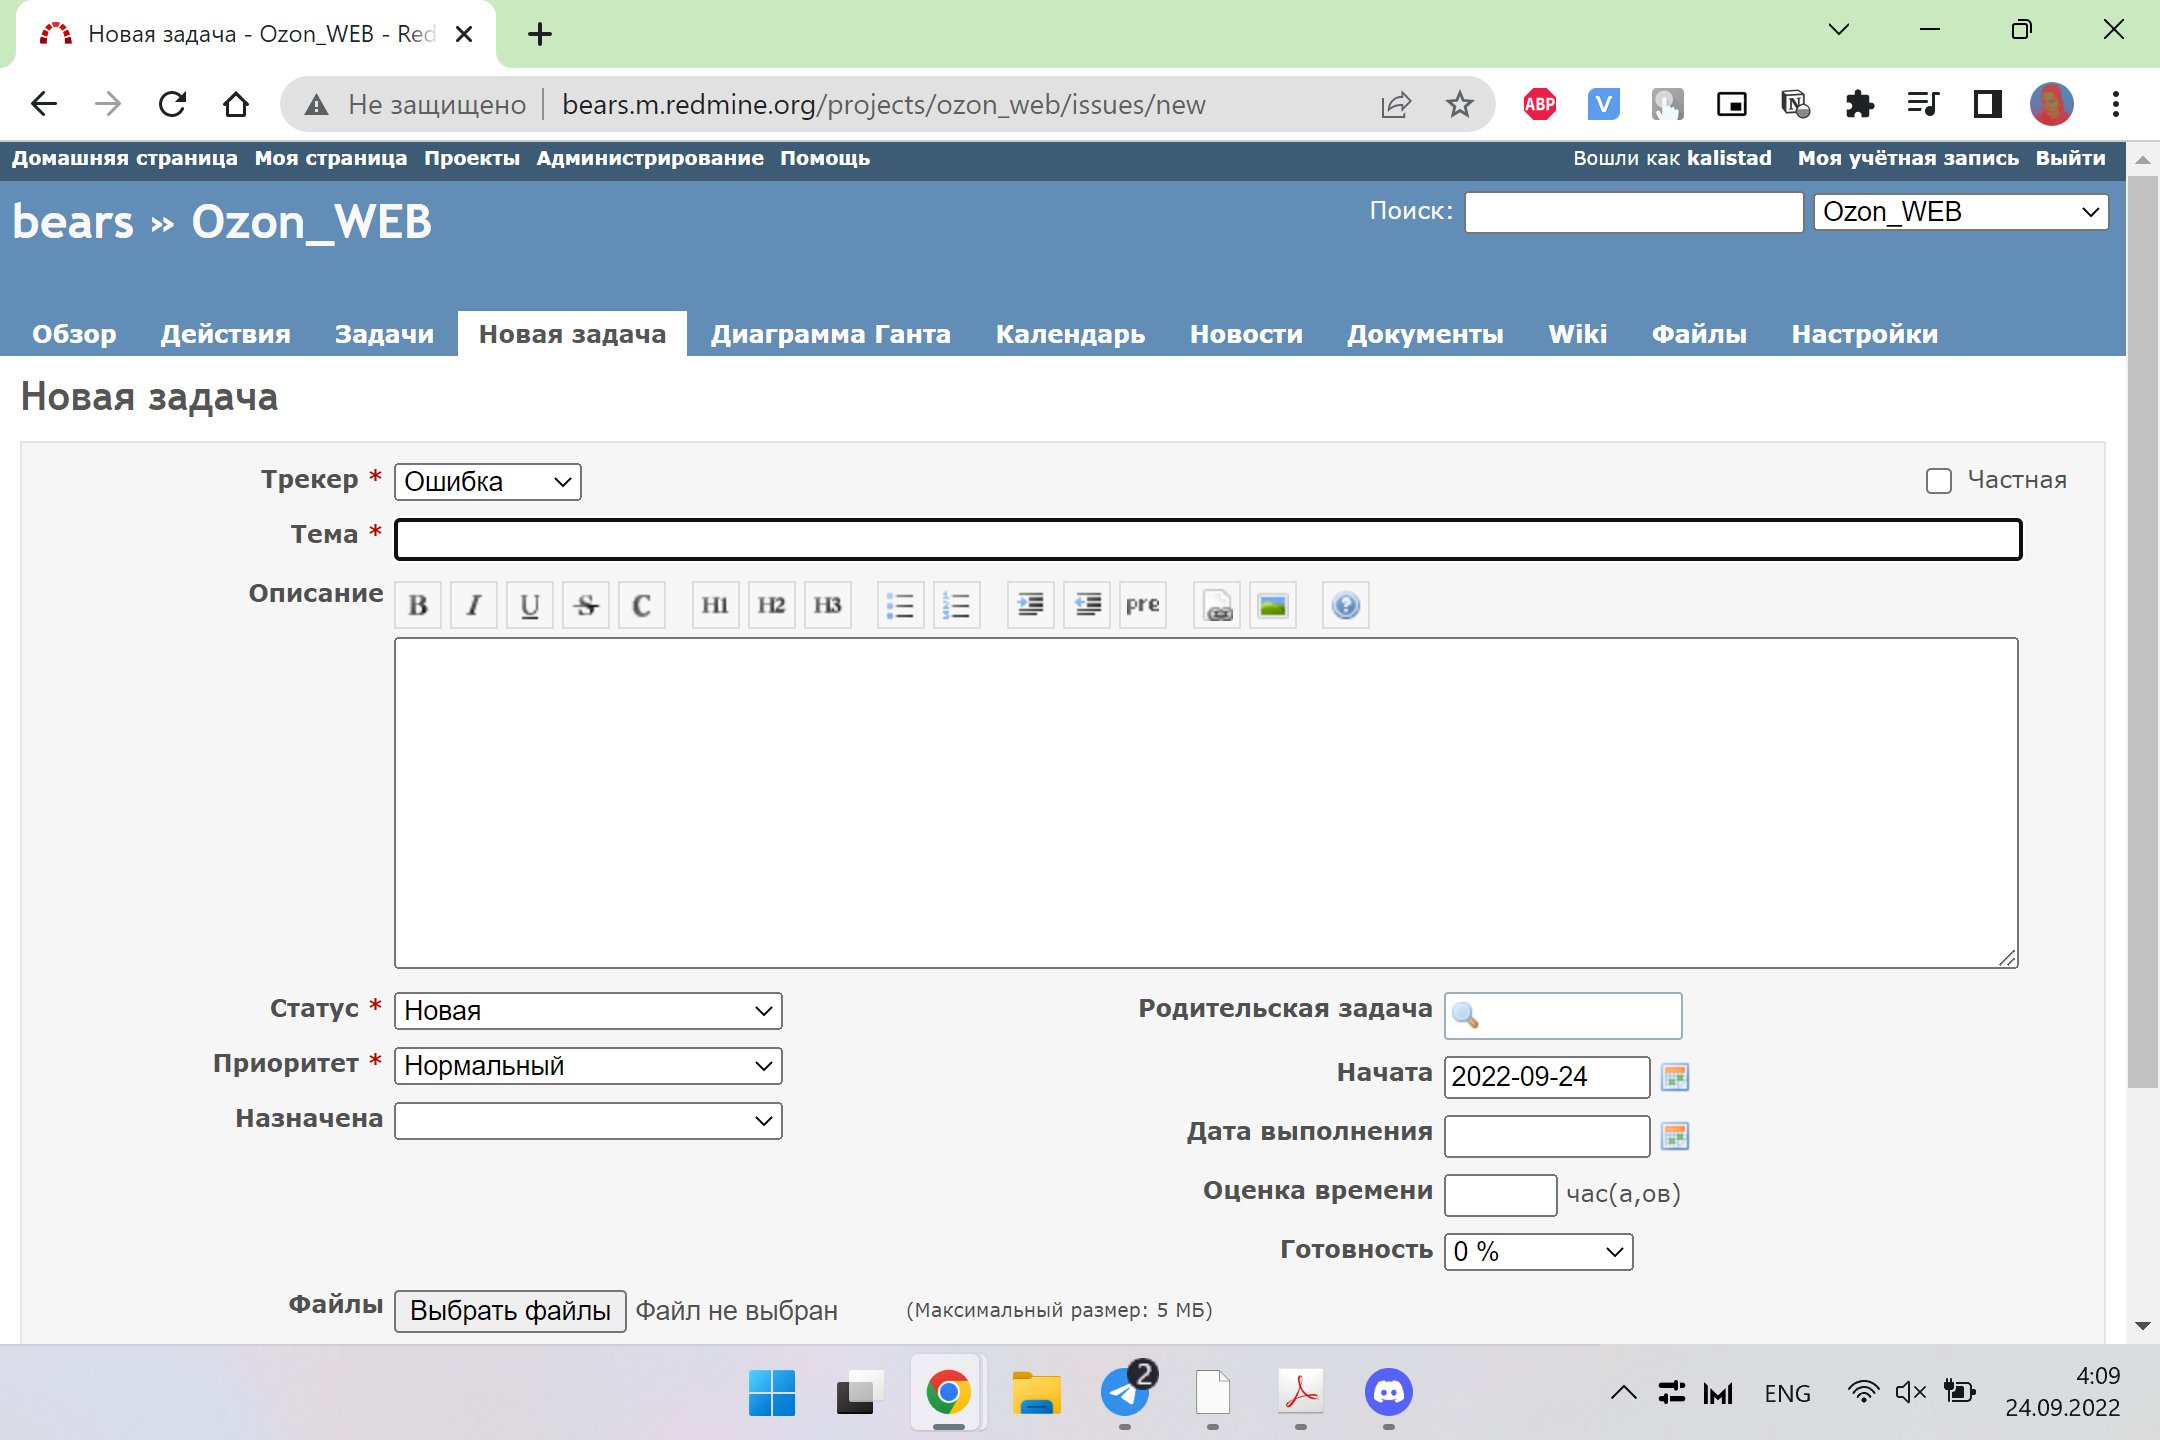 Новая задача - Ozon_WEB - Red
Не защищено
bears.m.redmine.org/projects/ozon_web/issues/new
ABP
V
N
Домашняя страница Моя страница Проекты Администрирование Помощь
Вошли как kalistad Моя учётная запись Выйти
bears » Ozon_WEB
Поиск:
Ozon_WEB
Обзор Действия Задачи Новая задача Диаграмма Ганта Календарь Новости Документы Wiki Файлы Настройки
Новая задача
Трекер *
Ошибка
Частная
Тема *
Описание
B I U S C H1 H2 H3
1 2 3
pre
?
Статус *
Новая
Родительская задача
Приоритет *
Нормальный
Начата
2022-09-24
Назначена
Дата выполнения
Оценка времени
час(а,ов)
Готовность
0 %
Файлы
Выбрать файлы
Файл не выбран
(Максимальный размер: 5 МБ)
2
ENG
4:09
24.09.2022